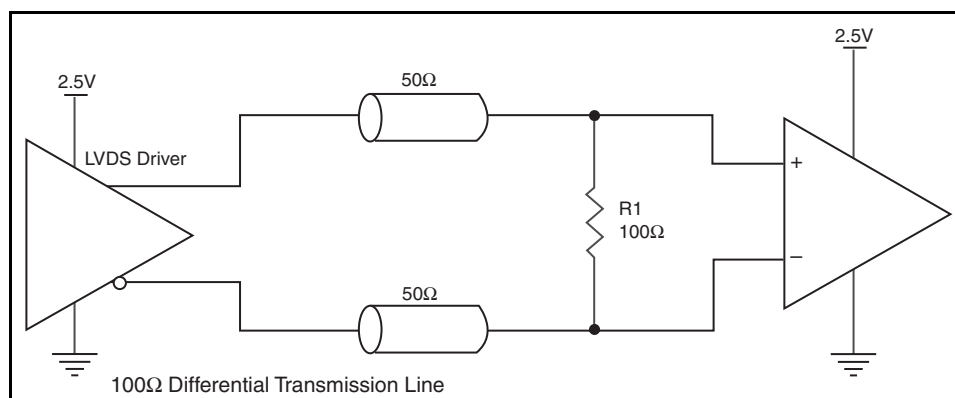 2.5V
2.5V
50Ω
LVDS Driver
+
R1
100Ω
–
50Ω
100Ω Differential Transmission Line